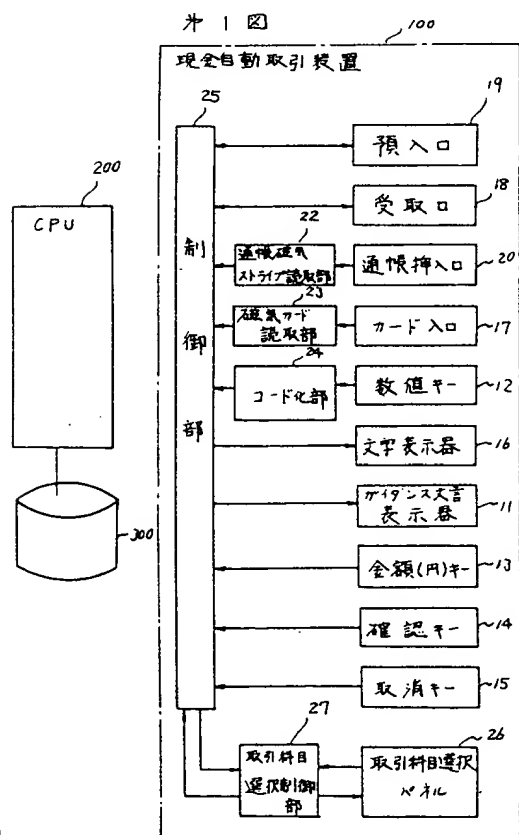 第1図
100
現金自動取引装置
25
19
預入口
200
CPU
18
受取口
22
通帳磁気
ストライプ読取部
20
通帳挿入口
23
磁気カード
読取部
17
カード入口
24
コード化部
12
数値キー
制御部
16
文字表示器
11
ガイダンス文言
表示器
300
13
金額(円)キー
14
確認キー
15
取消キー
27
取引科目
選択制御
部
26
取引科目選択
パネル